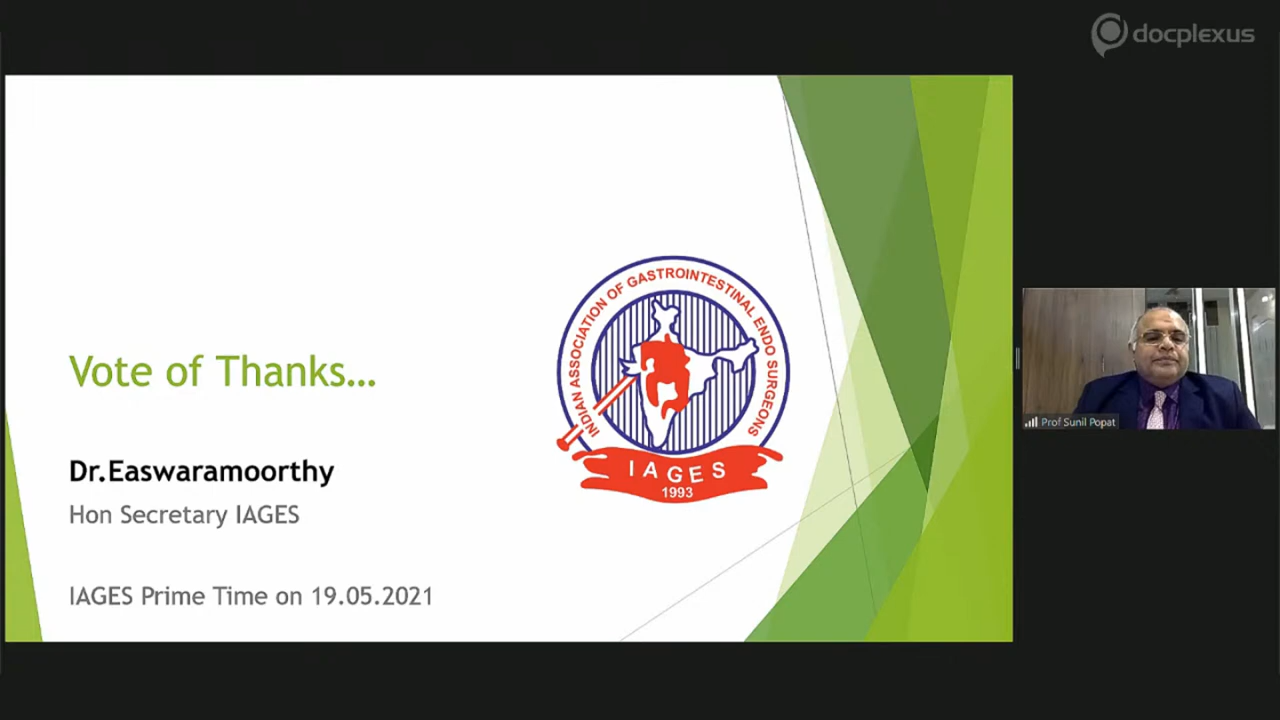 docplexus
Vote of Thanks...
Dr.Easwaramoorthy
Hon Secretary IAGES
IAGES Prime Time on 19.05.2021
INDIAN ASSOCIATION OF GASTROINTESTINAL ENDO SURGEONS
IAGES
1993
Prof Sunil Popat